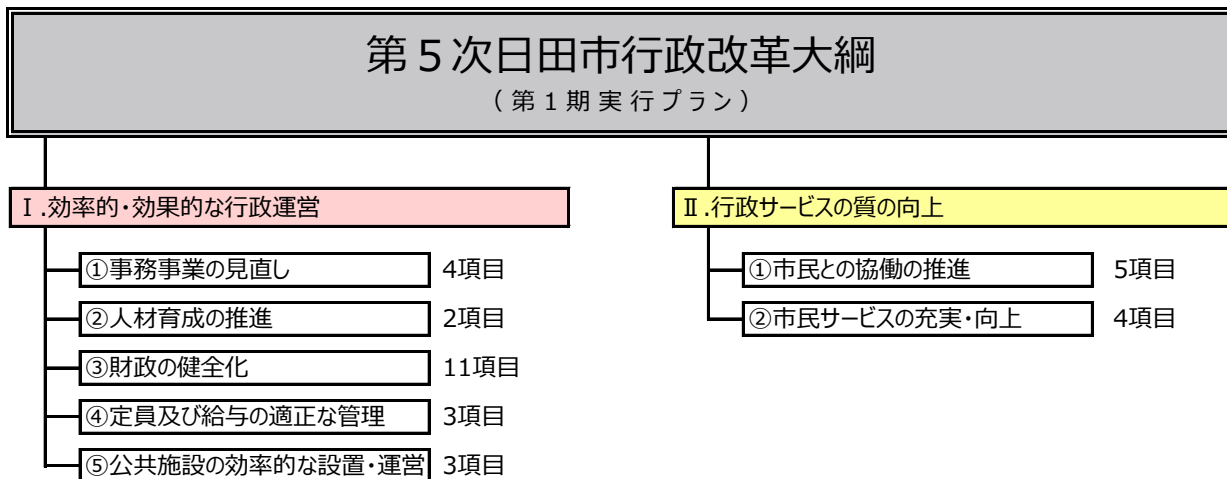 第５次日田市行政改革大綱
（第１期実行プラン）
Ⅰ.効率的・効果的な行政運営
①事務事業の見直し 4項目
②人材育成の推進 2項目
③財政の健全化 11項目
④定員及び給与の適正な管理 3項目
⑤公共施設の効率的な設置・運営 3項目
Ⅱ.行政サービスの質の向上
①市民との協働の推進 5項目
②市民サービスの充実・向上 4項目